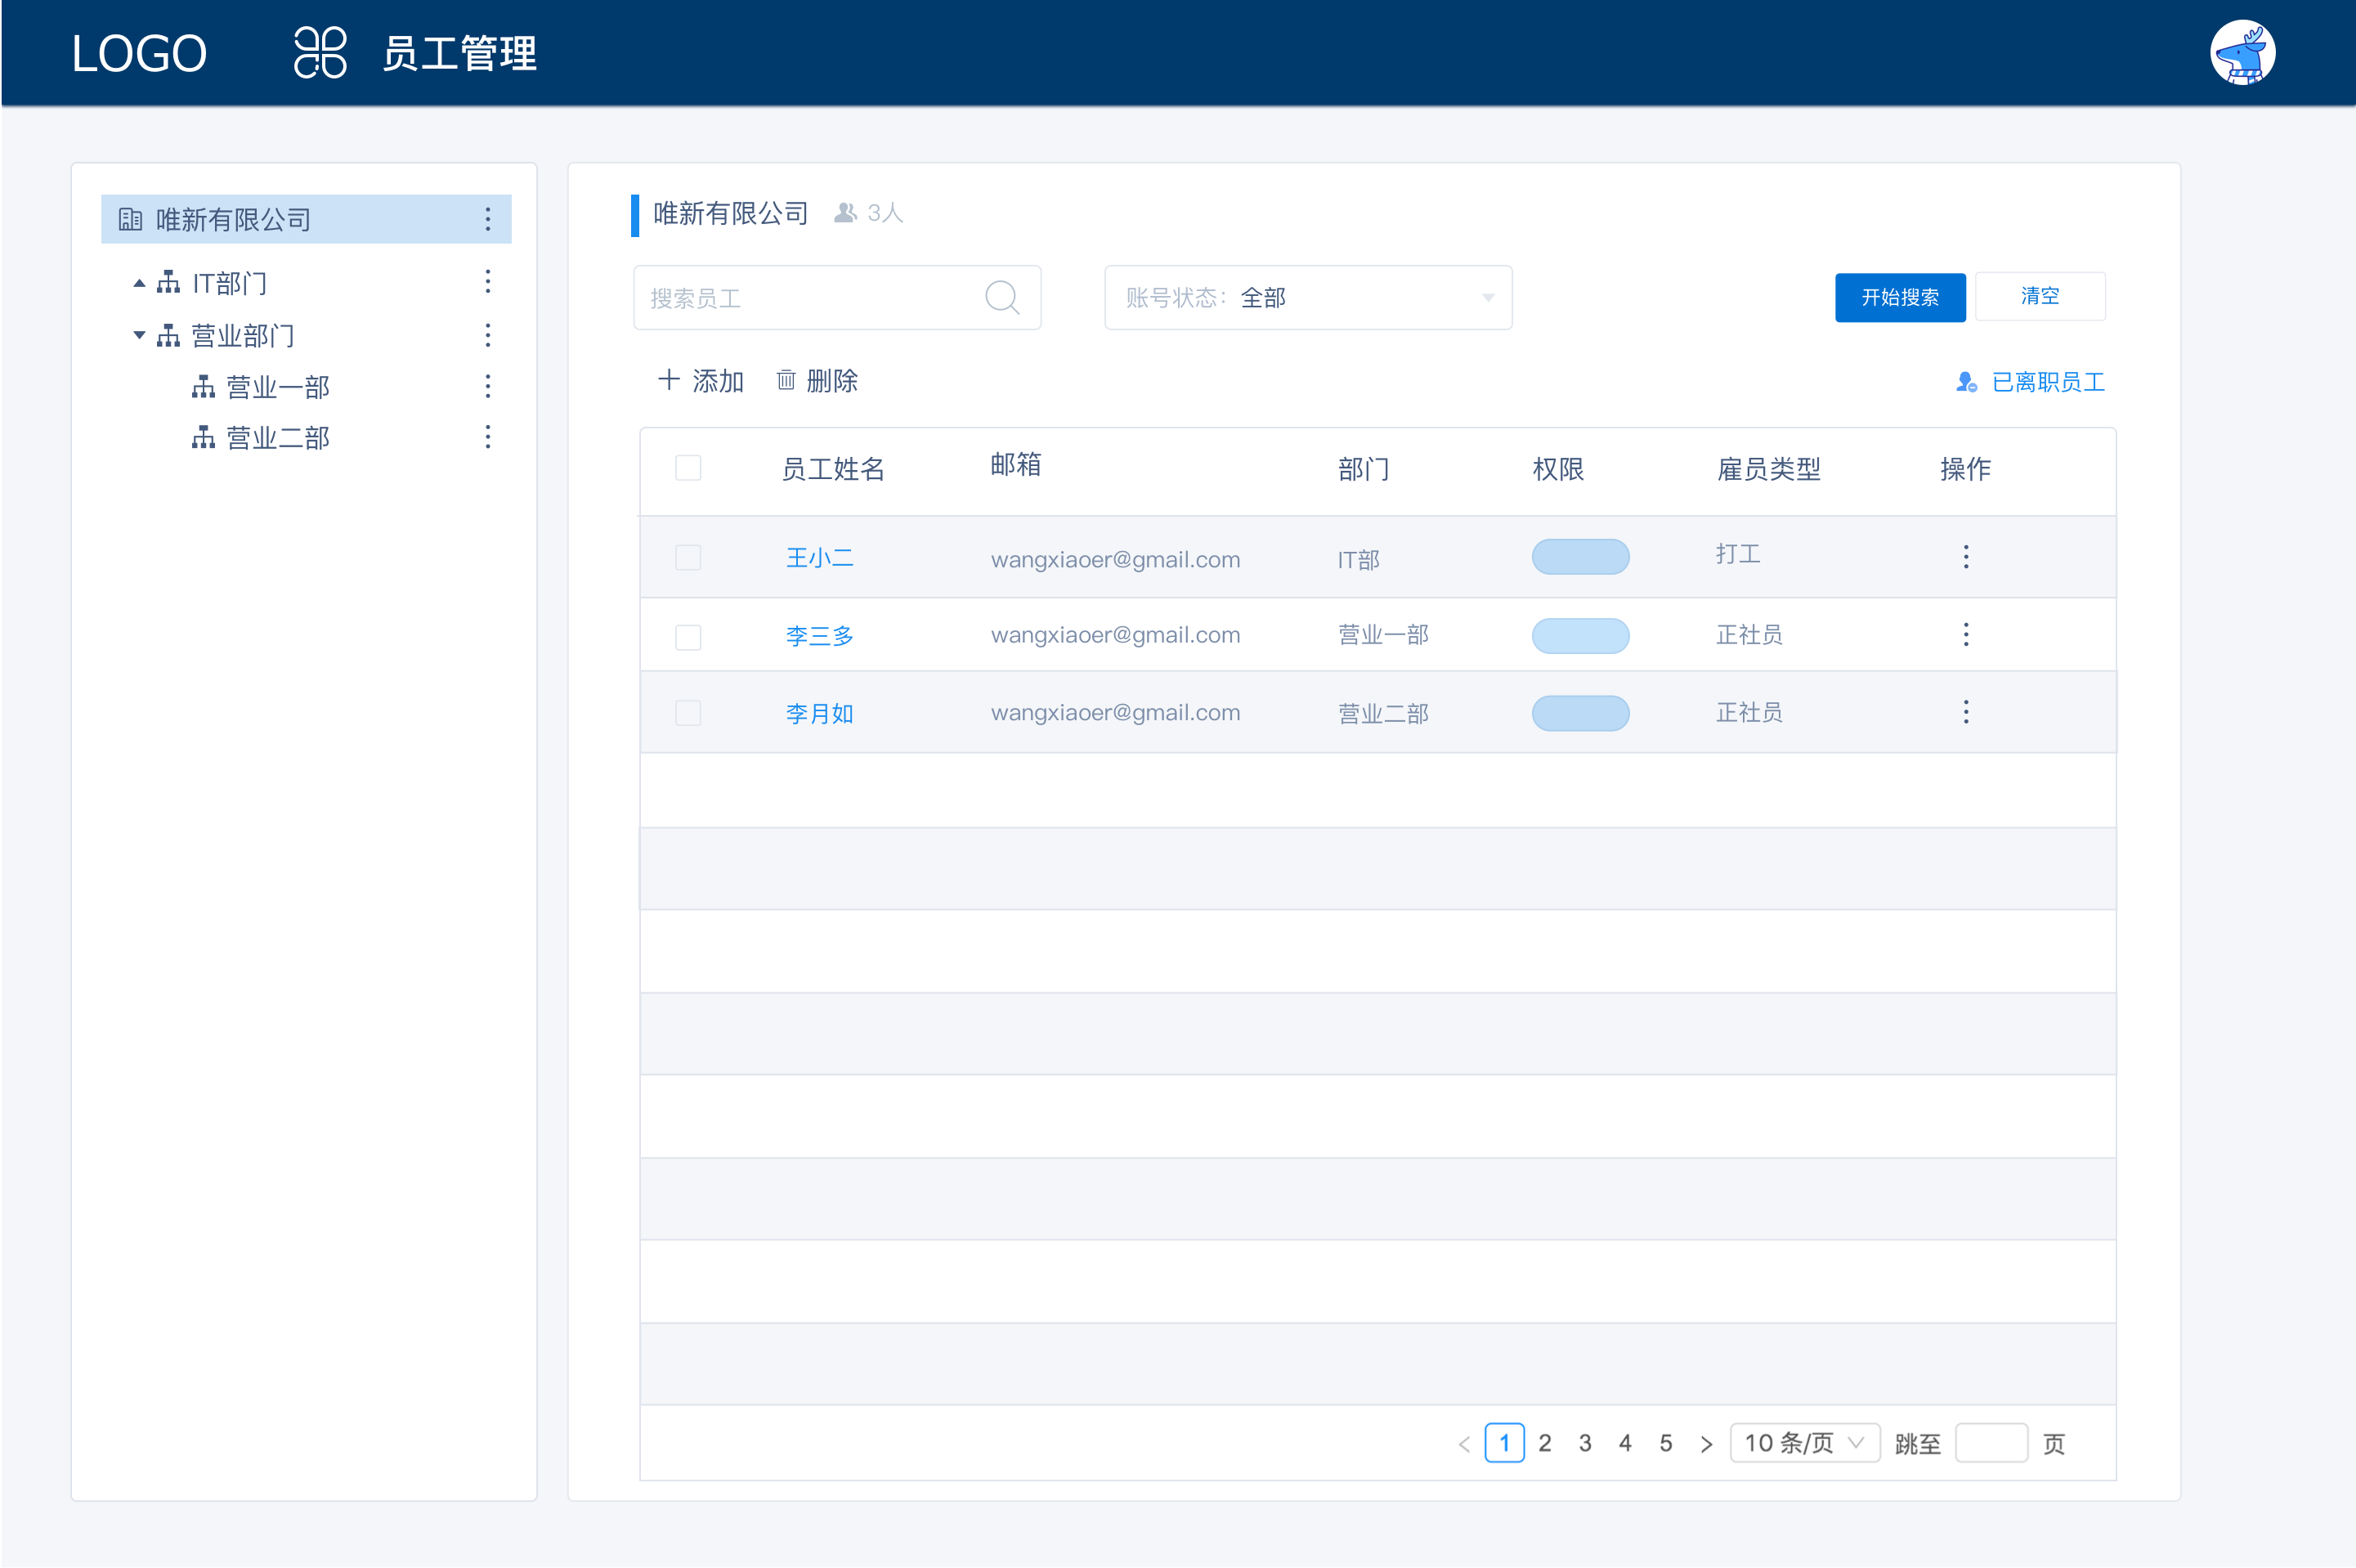 LOGO 员工管理
唯新有限公司
IT部门
营业部门
营业一部
营业二部
唯新有限公司 3人
搜索员工 账号状态: 全部 开始搜索 清空
添加 删除 已离职员工
员工姓名 邮箱 部门 权限 雇员类型 操作
王小二 wangxiaoer@gmail.com IT部 打工
李三多 wangxiaoer@gmail.com 营业一部 正社员
李月如 wangxiaoer@gmail.com 营业二部 正社员
< 1 2 3 4 5 > 10 条/页 跳至 页